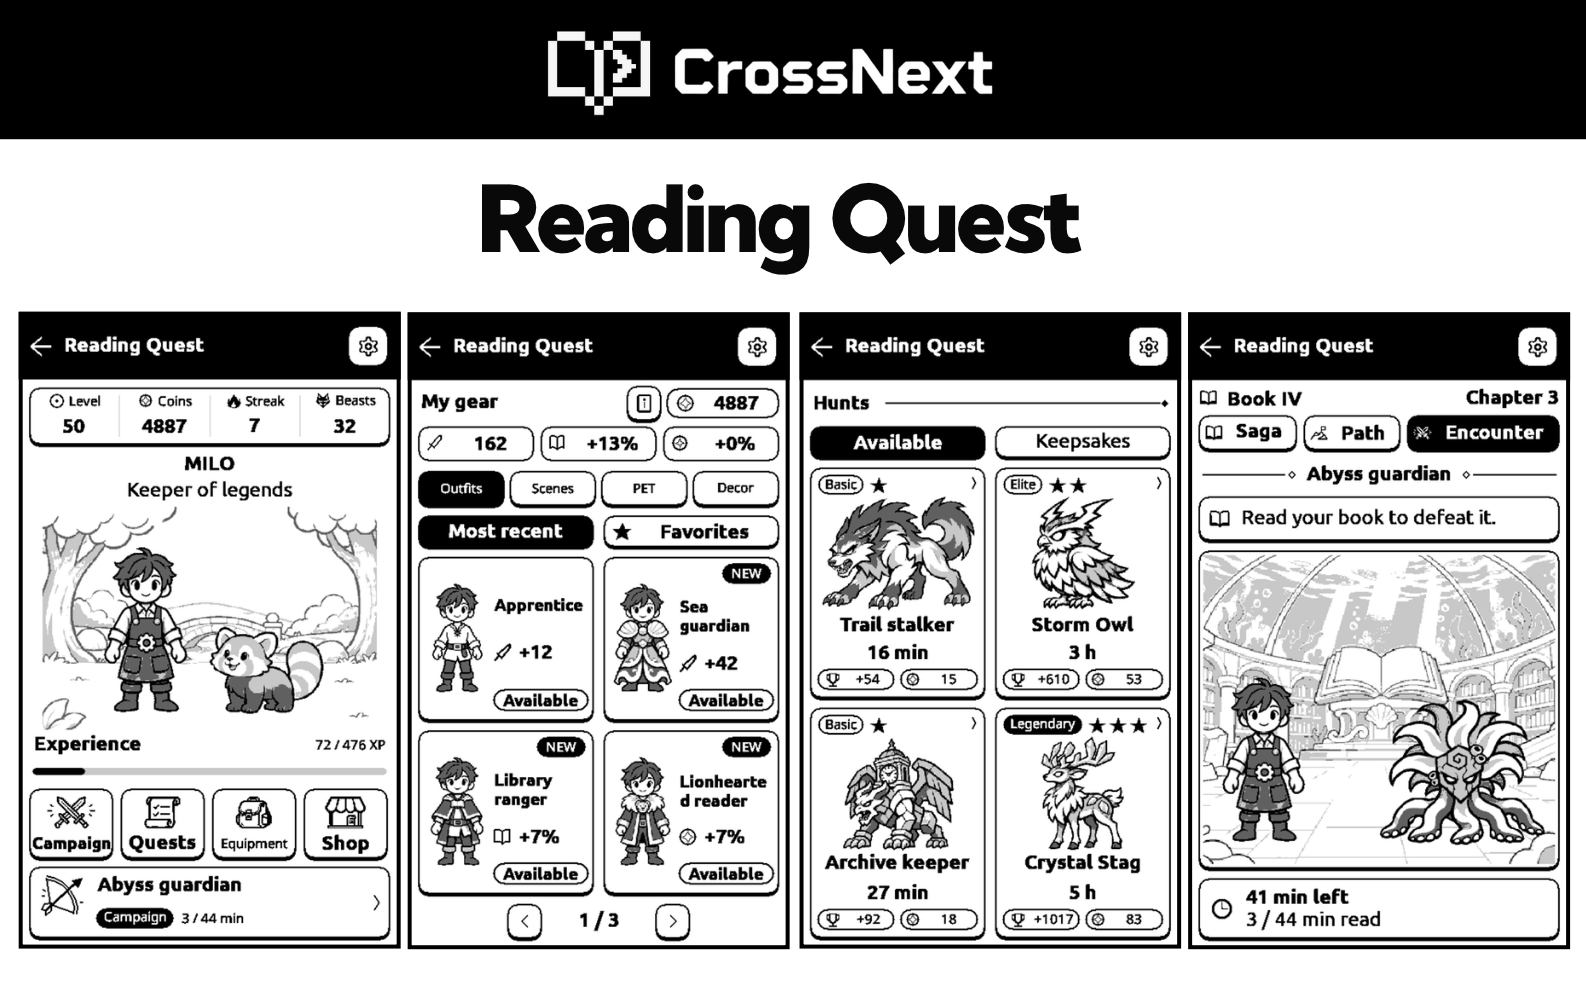 CrossNext
Reading Quest
Reading Quest
Level
Coins
Streak
Beasts
50
4887
7
32
MILO
Keeper of legends
Experience
72 / 476 XP
Campaign
Quests
Equipment
Shop
Abyss guardian
Campaign
3 / 44 min
Reading Quest
My gear
4887
162
+13%
+0%
Outfits
Scenes
PET
Decor
Most recent
Favorites
Apprentice
+12
Available
NEW
Sea
guardian
+42
Available
NEW
Library
ranger
+7%
Available
NEW
Lionhearte
d reader
+7%
Available
1 / 3
Reading Quest
Hunts
Available
Keepsakes
Basic
Trail stalker
16 min
+54
15
Elite
Storm Owl
3 h
+610
53
Basic
Archive keeper
27 min
+92
18
Legendary
Crystal Stag
5 h
+1017
83
Reading Quest
Book IV
Chapter 3
Saga
Path
Encounter
Abyss guardian
Read your book to defeat it.
41 min left
3 / 44 min read